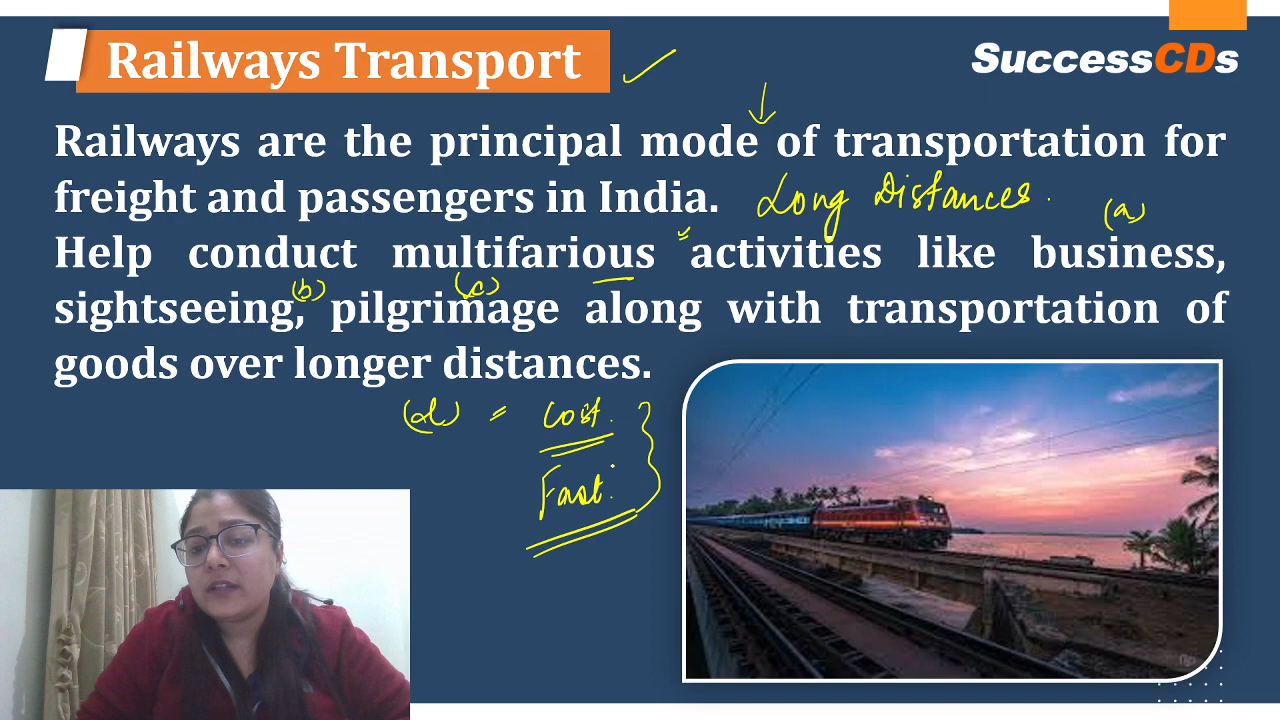 Railways Transport
SuccessCDs
Railways are the principal mode of transportation for
freight and passengers in India. Long Distances.
(a)
Help conduct multifarious activities like business,
(b) (c)
sightseeing, pilgrimage along with transportation of
goods over longer distances.
(d) = Cost.
Fast.